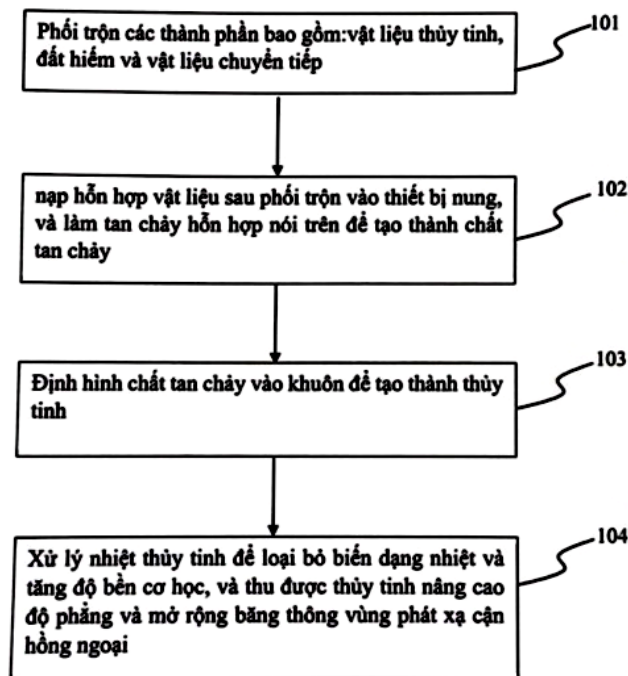 Phối trộn các thành phần bao gồm:vật liệu thủy tinh,
đất hiếm và vật liệu chuyển tiếp
101
nạp hỗn hợp vật liệu sau phối trộn vào thiết bị nung,
và làm tan chảy hỗn hợp nói trên để tạo thành chất
tan chảy
102
Định hình chất tan chảy vào khuôn để tạo thành thủy
tinh
103
Xử lý nhiệt thủy tinh để loại bỏ biến dạng nhiệt và
tăng độ bền cơ học, và thu được thủy tinh nâng cao
độ phẳng và mở rộng băng thông vùng phát xạ cận
hồng ngoại
104